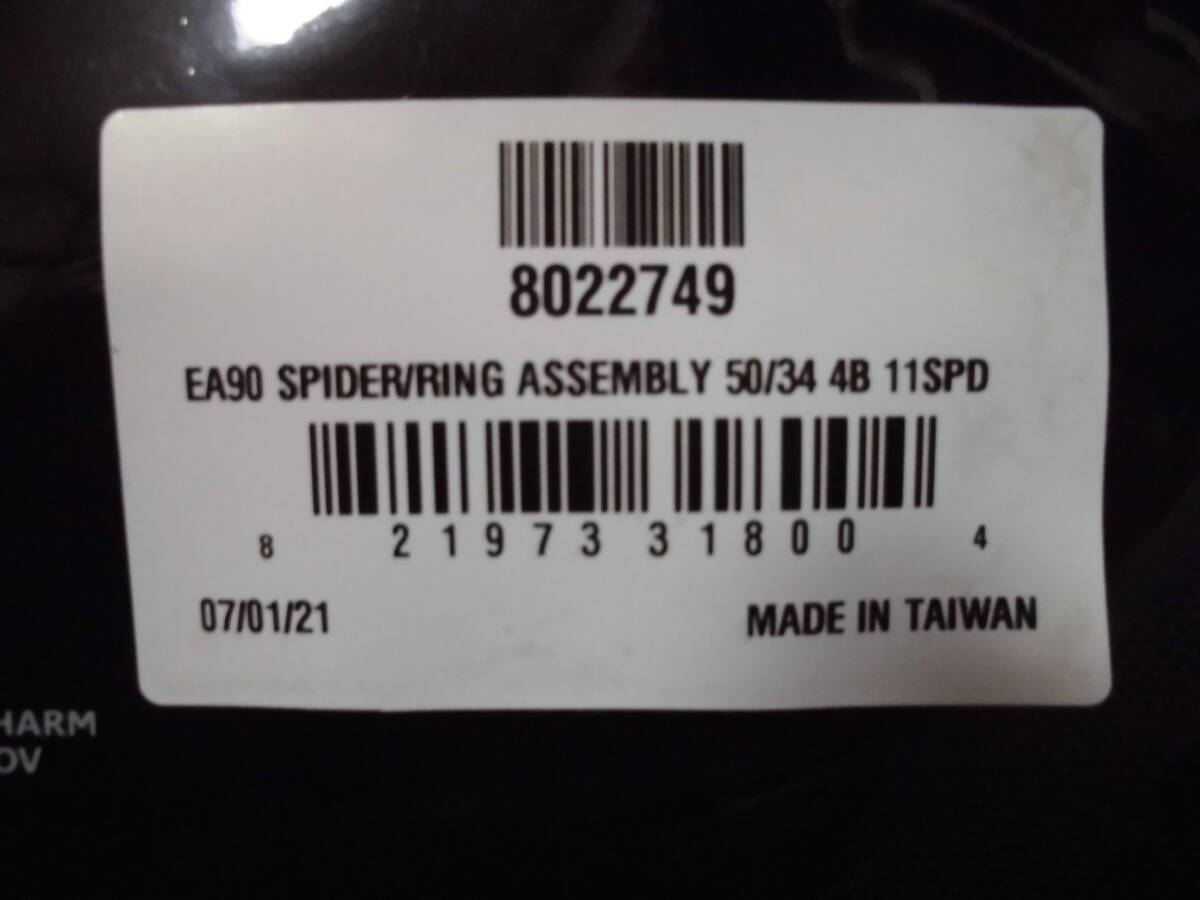 8022749
EA90 SPIDER/RING ASSEMBLY 50/34 4B 11SPD
8 21973 31800 4
07/01/21 MADE IN TAIWAN
HARM
OV